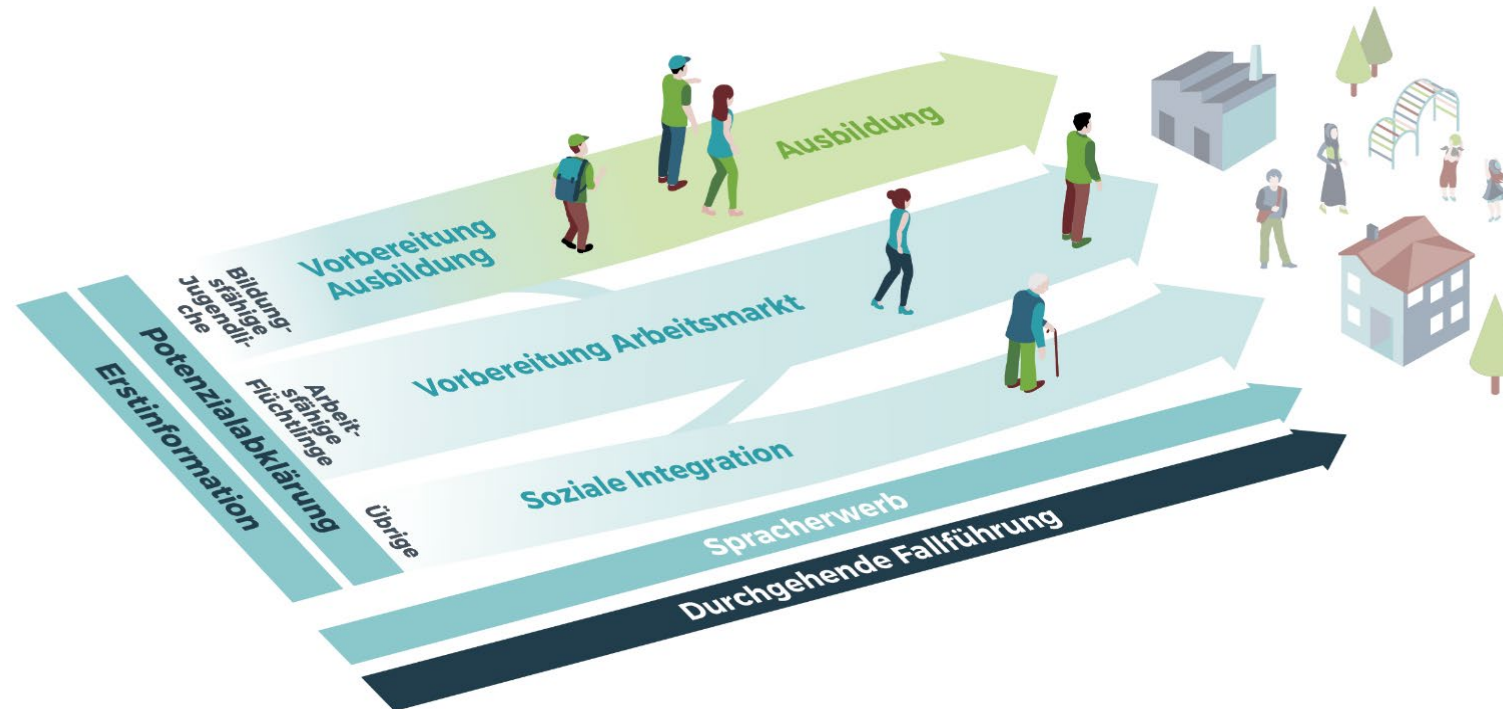 Erstinformation
Potenzialabklärung
Bildung-
sfähige
Jugendli-
che
Vorbereitung
Ausbildung
Ausbildung
Arbeit-
sfähige
Flüchtlinge
Vorbereitung Arbeitsmarkt
Übrige
Soziale Integration
Spracherwerb
Durchgehende Fallführung